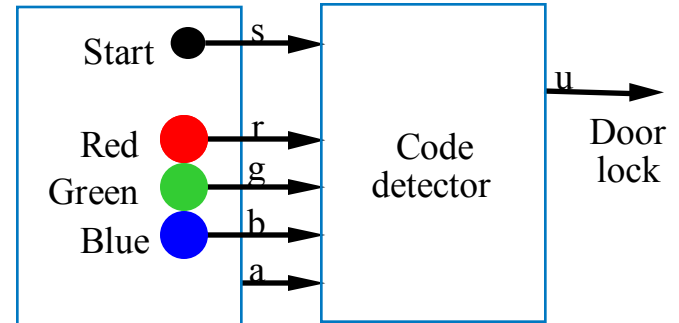 Start
s
Red
r
Green
g
Blue
b
a
Code
detector
u
Door
lock